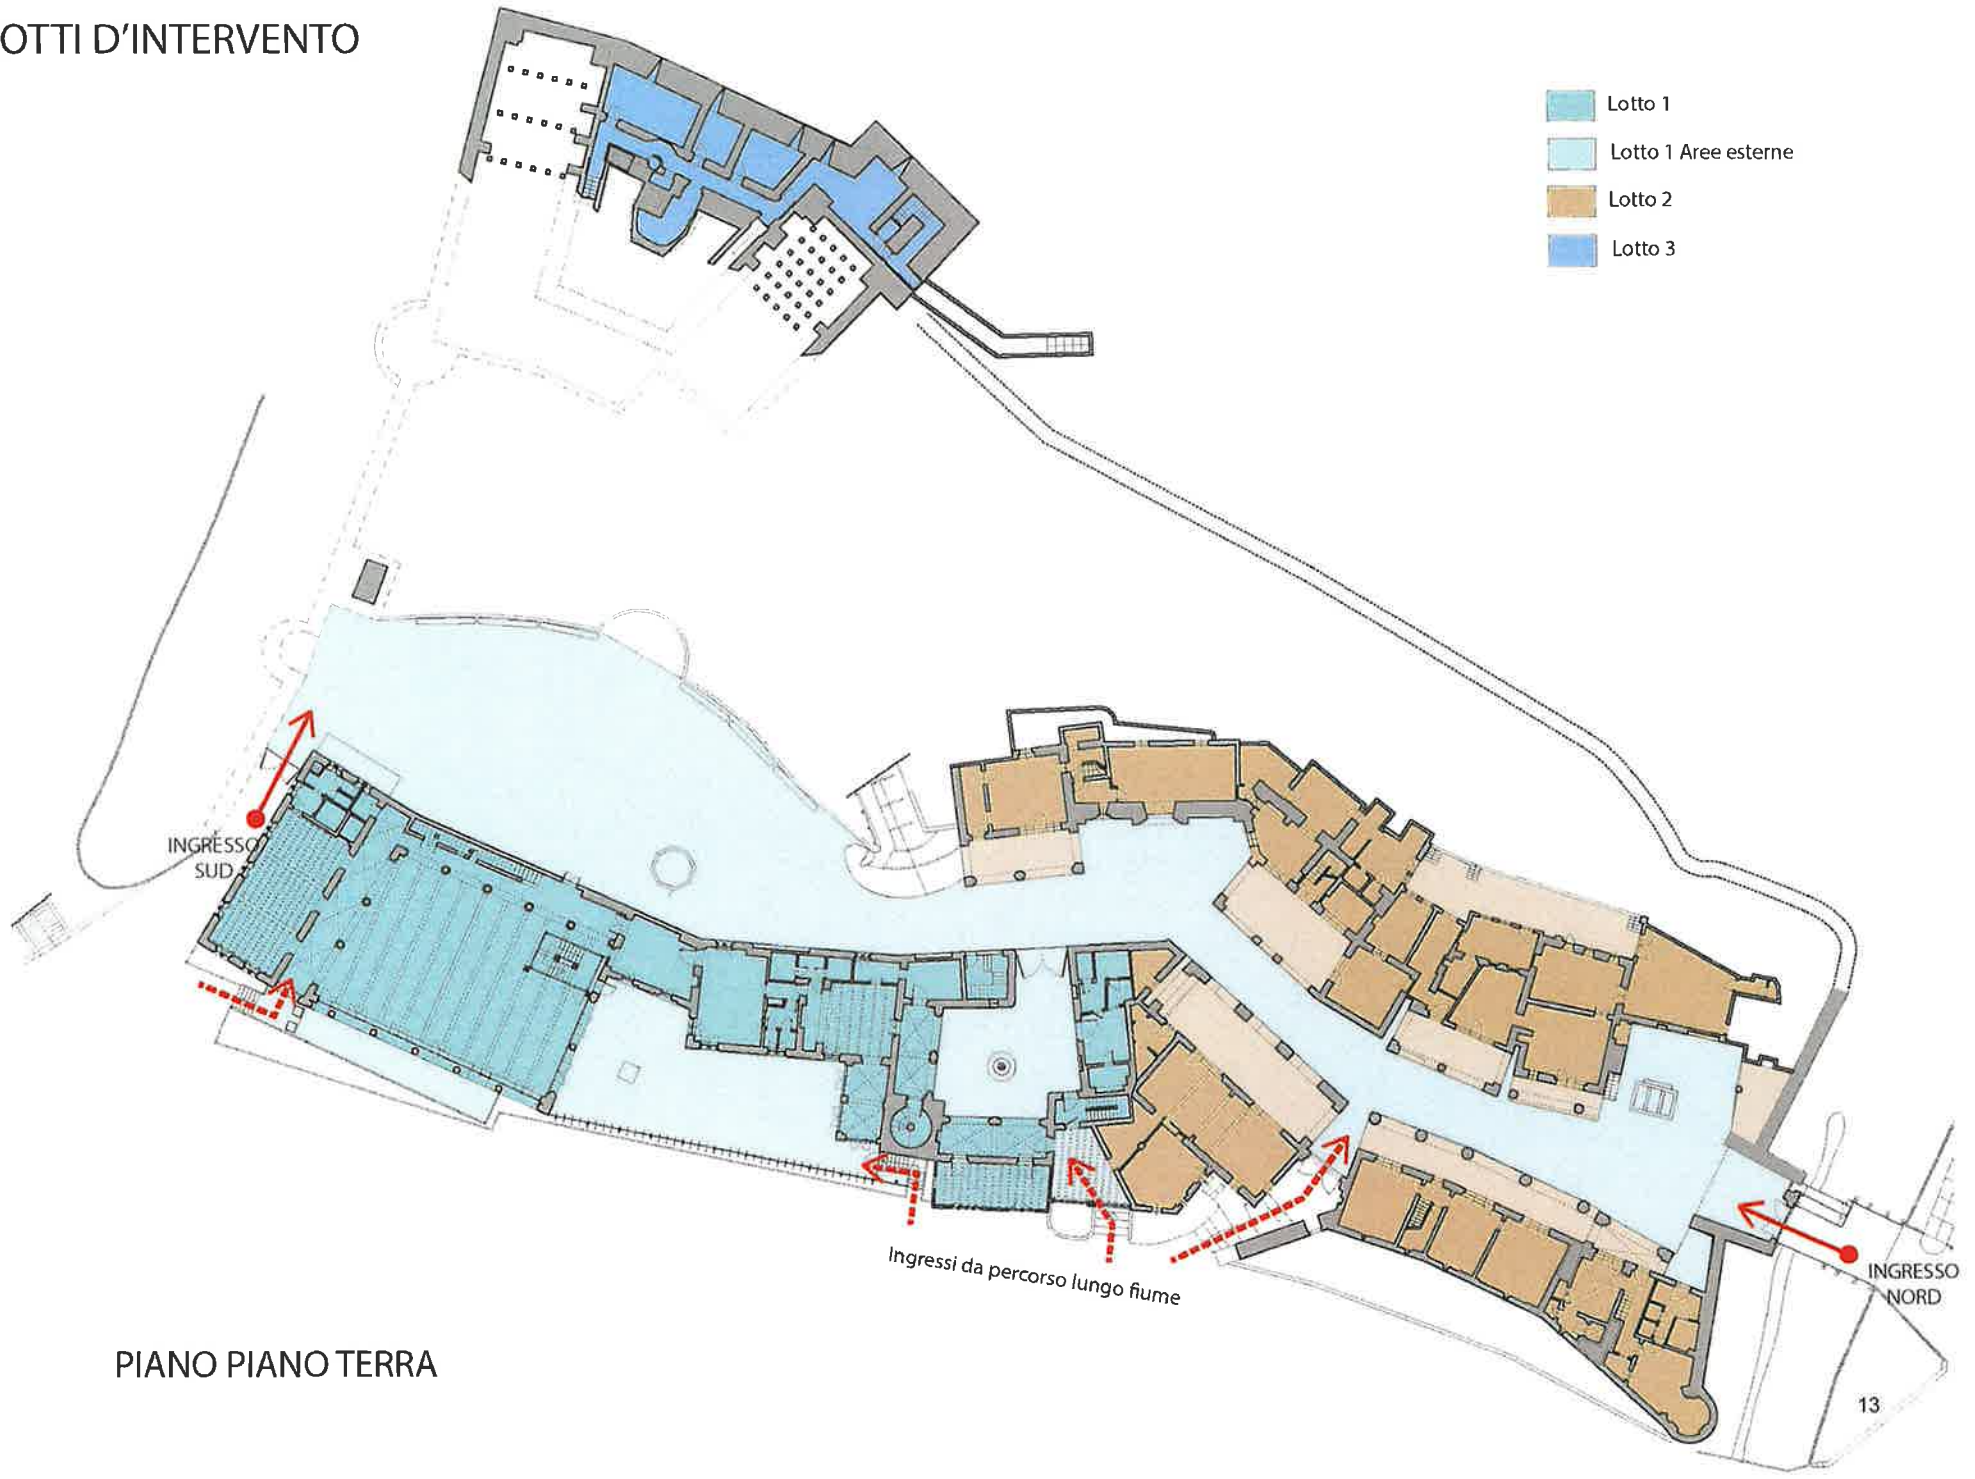 OTTI D'INTERVENTO
Lotto 1
Lotto 1 Aree esterne
Lotto 2
Lotto 3
INGRESSO
SUD
Ingressi da percorso lungo fiume
INGRESSO
NORD
PIANO PIANO TERRA
13